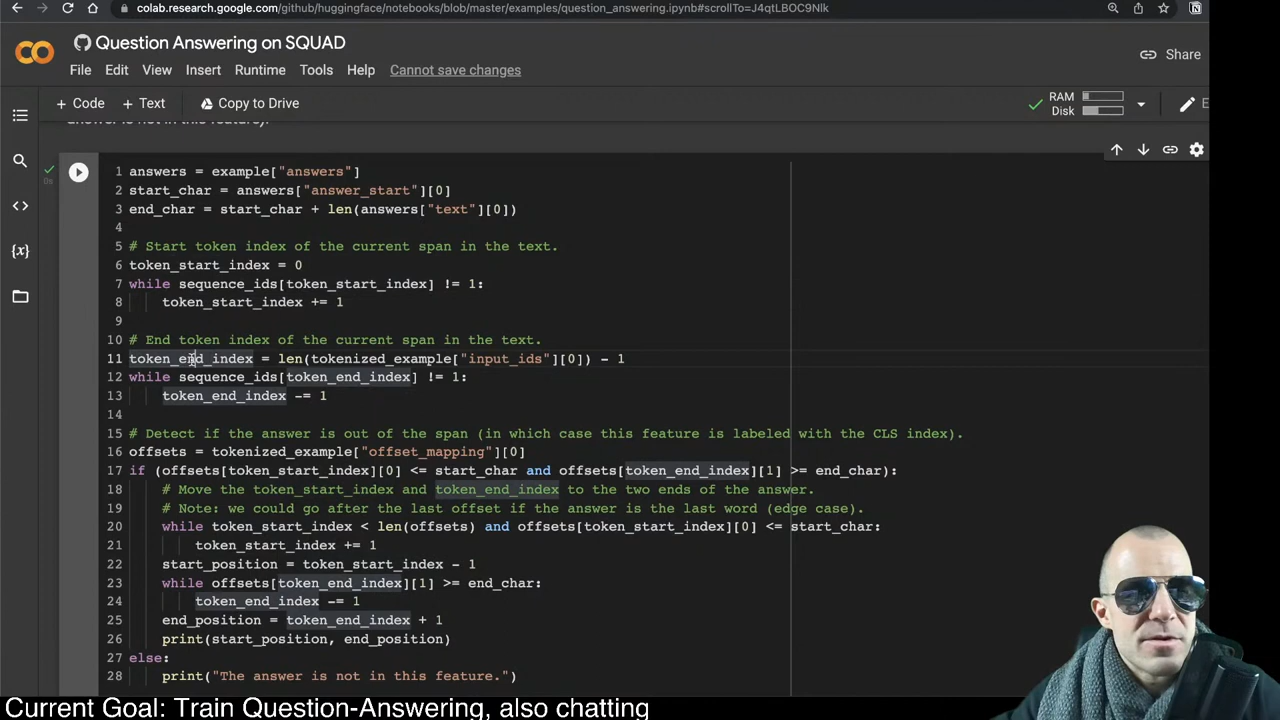 colab.research.google.com/github/huggingface/notebooks/blob/master/examples/question_answering.ipynb#scrollTo=J4qtLBOC9Nlk
Question Answering on SQUAD
File Edit View Insert Runtime Tools Help Cannot save changes
Share
+ Code + Text Copy to Drive
RAM
Disk
E
answer is not in this feature).
0s
1 answers = example["answers"]
2 start_char = answers["answer_start"][0]
3 end_char = start_char + len(answers["text"][0])
4
5 # Start token index of the current span in the text.
6 token_start_index = 0
7 while sequence_ids[token_start_index] != 1:
8 token_start_index += 1
9
10 # End token index of the current span in the text.
11 token_end_index = len(tokenized_example["input_ids"][0]) - 1
12 while sequence_ids[token_end_index] != 1:
13 token_end_index -= 1
14
15 # Detect if the answer is out of the span (in which case this feature is labeled with the CLS index).
16 offsets = tokenized_example["offset_mapping"][0]
17 if (offsets[token_start_index][0] <= start_char and offsets[token_end_index][1] >= end_char):
18 # Move the token_start_index and token_end_index to the two ends of the answer.
19 # Note: we could go after the last offset if the answer is the last word (edge case).
20 while token_start_index < len(offsets) and offsets[token_start_index][0] <= start_char:
21 token_start_index += 1
22 start_position = token_start_index - 1
23 while offsets[token_end_index][1] >= end_char:
24 token_end_index -= 1
25 end_position = token_end_index + 1
26 print(start_position, end_position)
27 else:
28 print("The answer is not in this feature.")
Current Goal: Train Question-Answering, also chatting